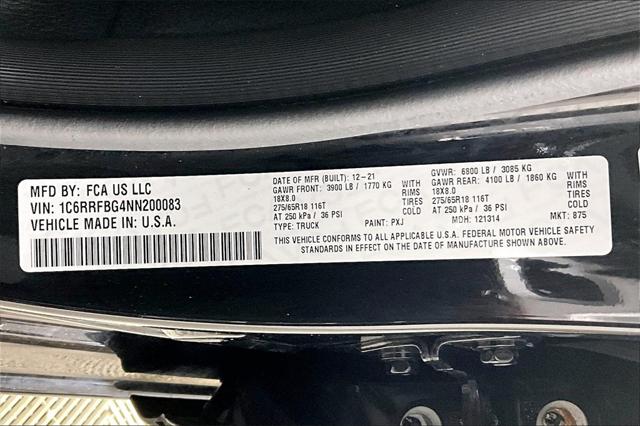 MFD BY: FCA US LLC
VIN: 1C6RRFBG4NN200083
VEHICLE MADE IN: U.S.A.
DATE OF MFR (BUILT): 12-21
GVWR: 6800 LB / 3085 KG
GAWR FRONT: 3900 LB / 1770 KG WITH
GAWR REAR: 4100 LB / 1860 KG WITH
18X8.0 RIMS 18X8.0 RIMS
275/65R18 116T TIRES 275/65R18 116T TIRES
AT 250 kPa / 36 PSI COLD AT 250 kPa / 36 PSI COLD
TYPE: TRUCK PAINT: PXJ MDH: 121314 MKT: 875
THIS VEHICLE CONFORMS TO ALL APPLICABLE U.S.A. FEDERAL MOTOR VEHICLE SAFETY
STANDARDS IN EFFECT ON THE DATE OF MANUFACTURE SHOWN ABOVE.